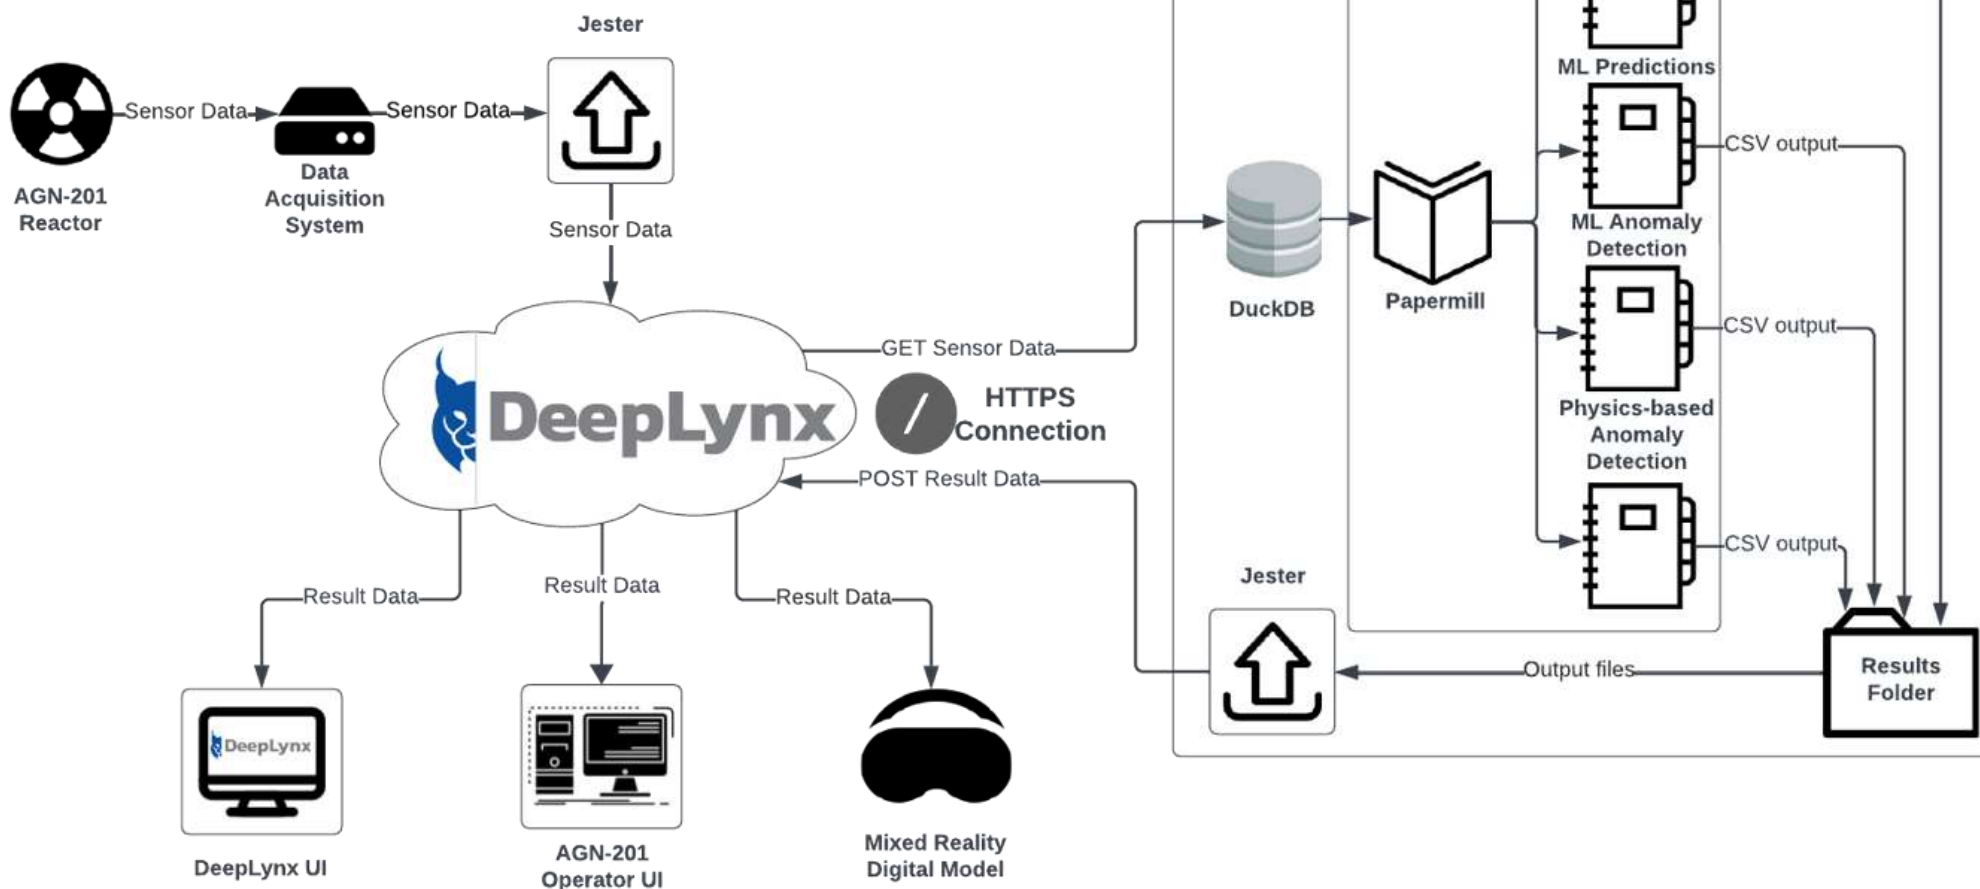 Jester
Sensor Data
Sensor Data
AGN-201
Reactor
Data
Acquisition
System
Sensor Data
DeepLynx
GET Sensor Data
/
HTTPS
Connection
POST Result Data
Result Data
Result Data
Result Data
DeepLynx
DeepLynx UI
AGN-201
Operator UI
Mixed Reality
Digital Model
DuckDB
Papermill
ML Predictions
CSV output
ML Anomaly
Detection
CSV output
Physics-based
Anomaly
Detection
CSV output
Jester
Output files
Results
Folder